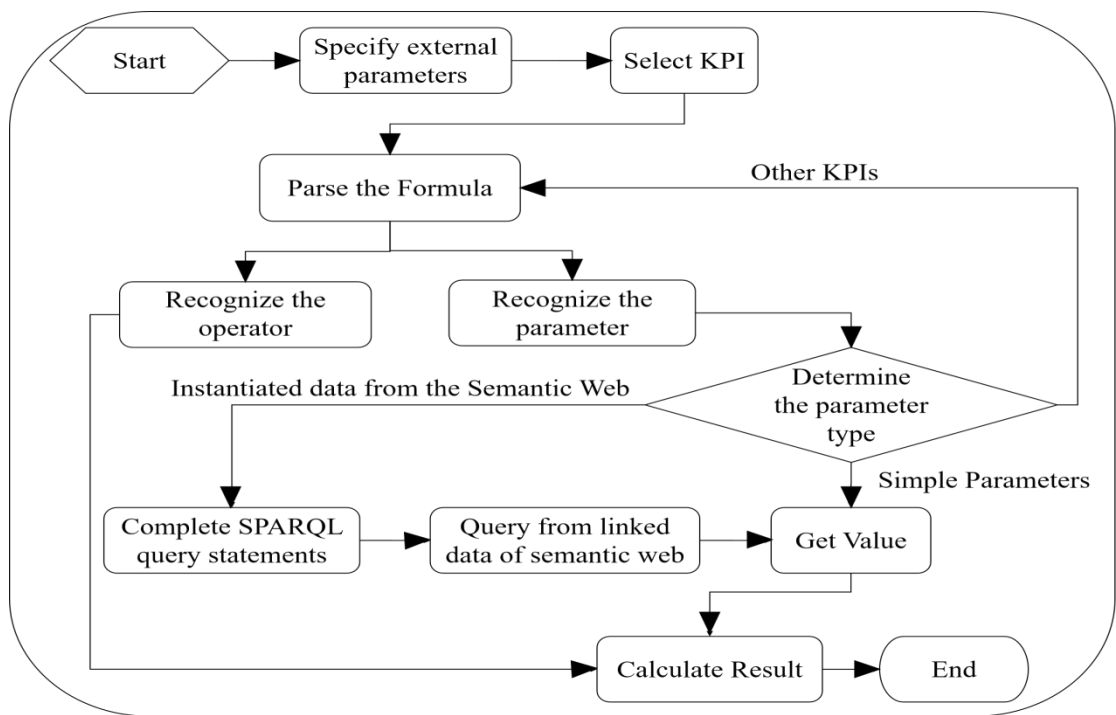 Start
Specify external
parameters
Select KPI
Parse the Formula
Other KPIs
Recognize the
operator
Recognize the
parameter
Determine
the parameter
type
Instantiated data from the Semantic Web
Simple Parameters
Complete SPARQL
query statements
Query from linked
data of semantic web
Get Value
Calculate Result
End